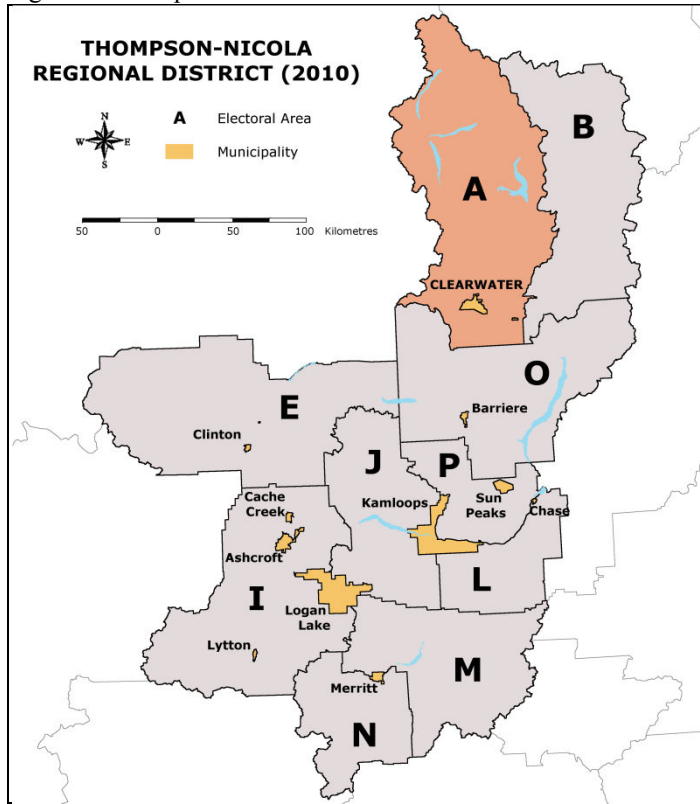 THOMPSON-NICOLA
REGIONAL DISTRICT (2010)
N
W E
S
A Electoral Area
Municipality
50 0 50 100 Kilometres
B
A
CLEARWATER
O
E
Barriere
Clinton
J
P
Cache
Creek
Kamloops
Sun
Peaks
Chase
Ashcroft
I
L
Logan
Lake
Lytton
M
Merritt
N